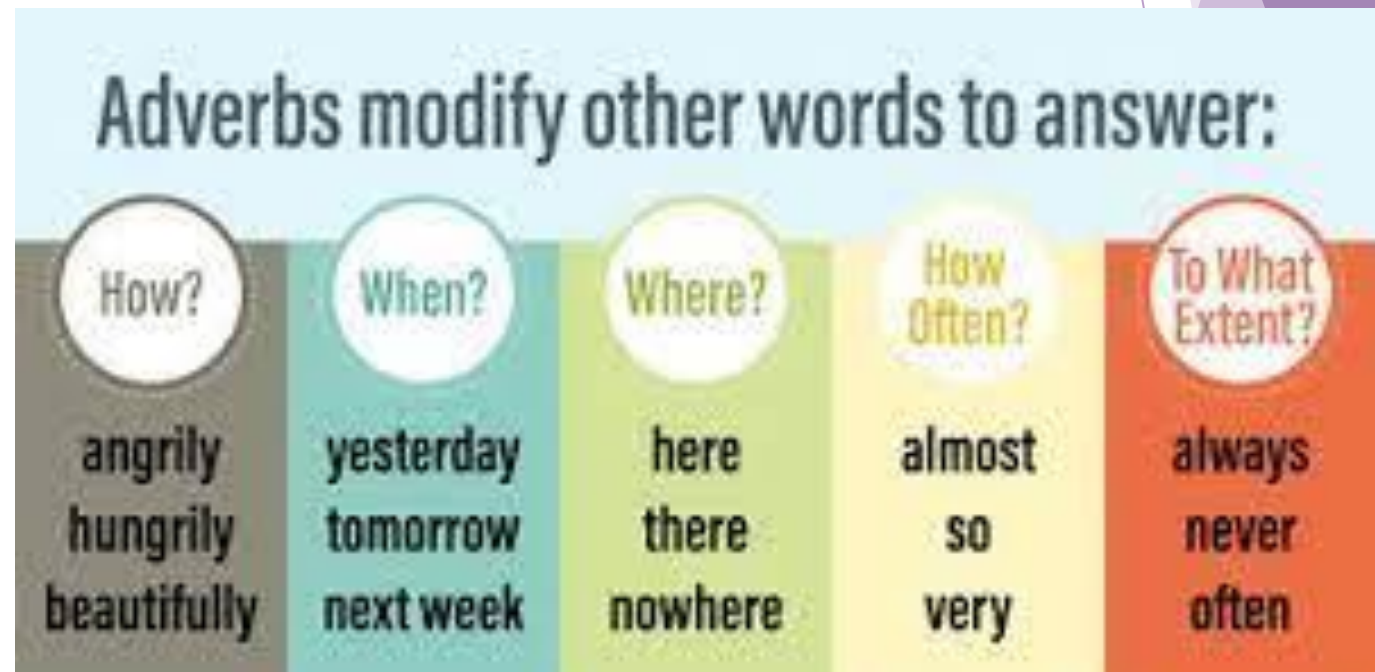 Adverbs modify other words to answer:
How?
angrily
hungrily
beautifully
When?
yesterday
tomorrow
next week
Where?
here
there
nowhere
How
Often?
almost
so
very
To What
Extent?
always
never
often